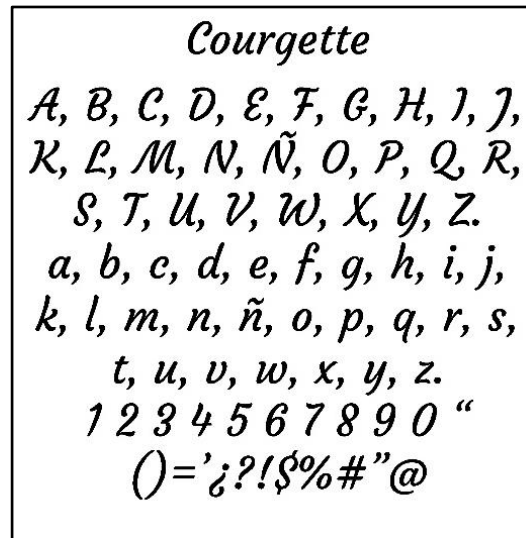 Courgette
A, B, C, D, E, F, G, H, I, J,
K, L, M, N, Ñ, O, P, Q, R,
S, T, U, V, W, X, Y, Z.
a, b, c, d, e, f, g, h, i, j,
k, l, m, n, ñ, o, p, q, r, s,
t, u, v, w, x, y, z.
1 2 3 4 5 6 7 8 9 0 “
()=’¿?!$%#”@